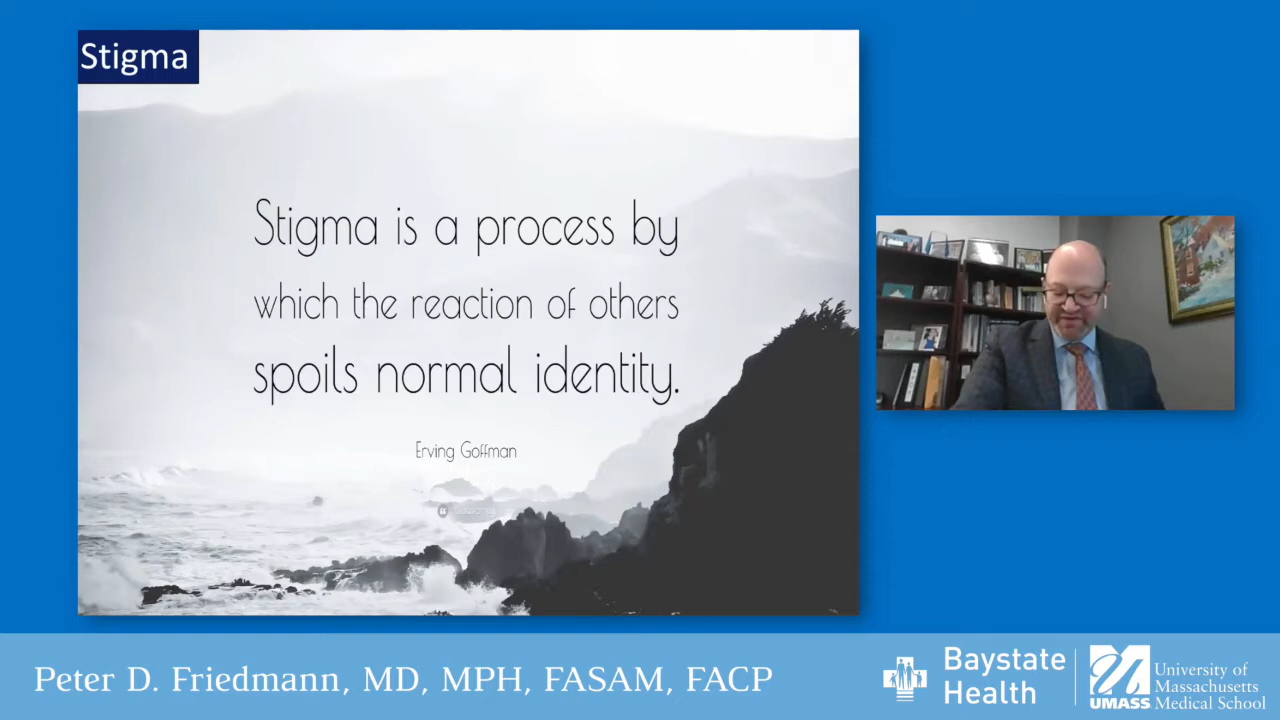 Stigma
Stigma is a process by
which the reaction of others
spoils normal identity.
Erving Goffman
Peter D. Friedmann, MD, MPH, FASAM, FACP
Baystate
Health
UMASS
University of
Massachusetts
Medical School